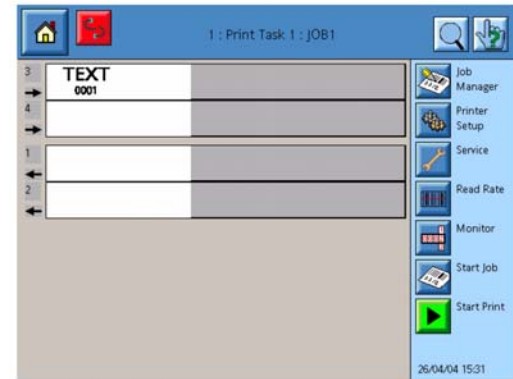 1 : Print Task 1 : JOB1
3
TEXT
0001
4
1
2
Job
Manager
Printer
Setup
Service
Read Rate
Monitor
Start Job
Start Print
26/04/04 15:31